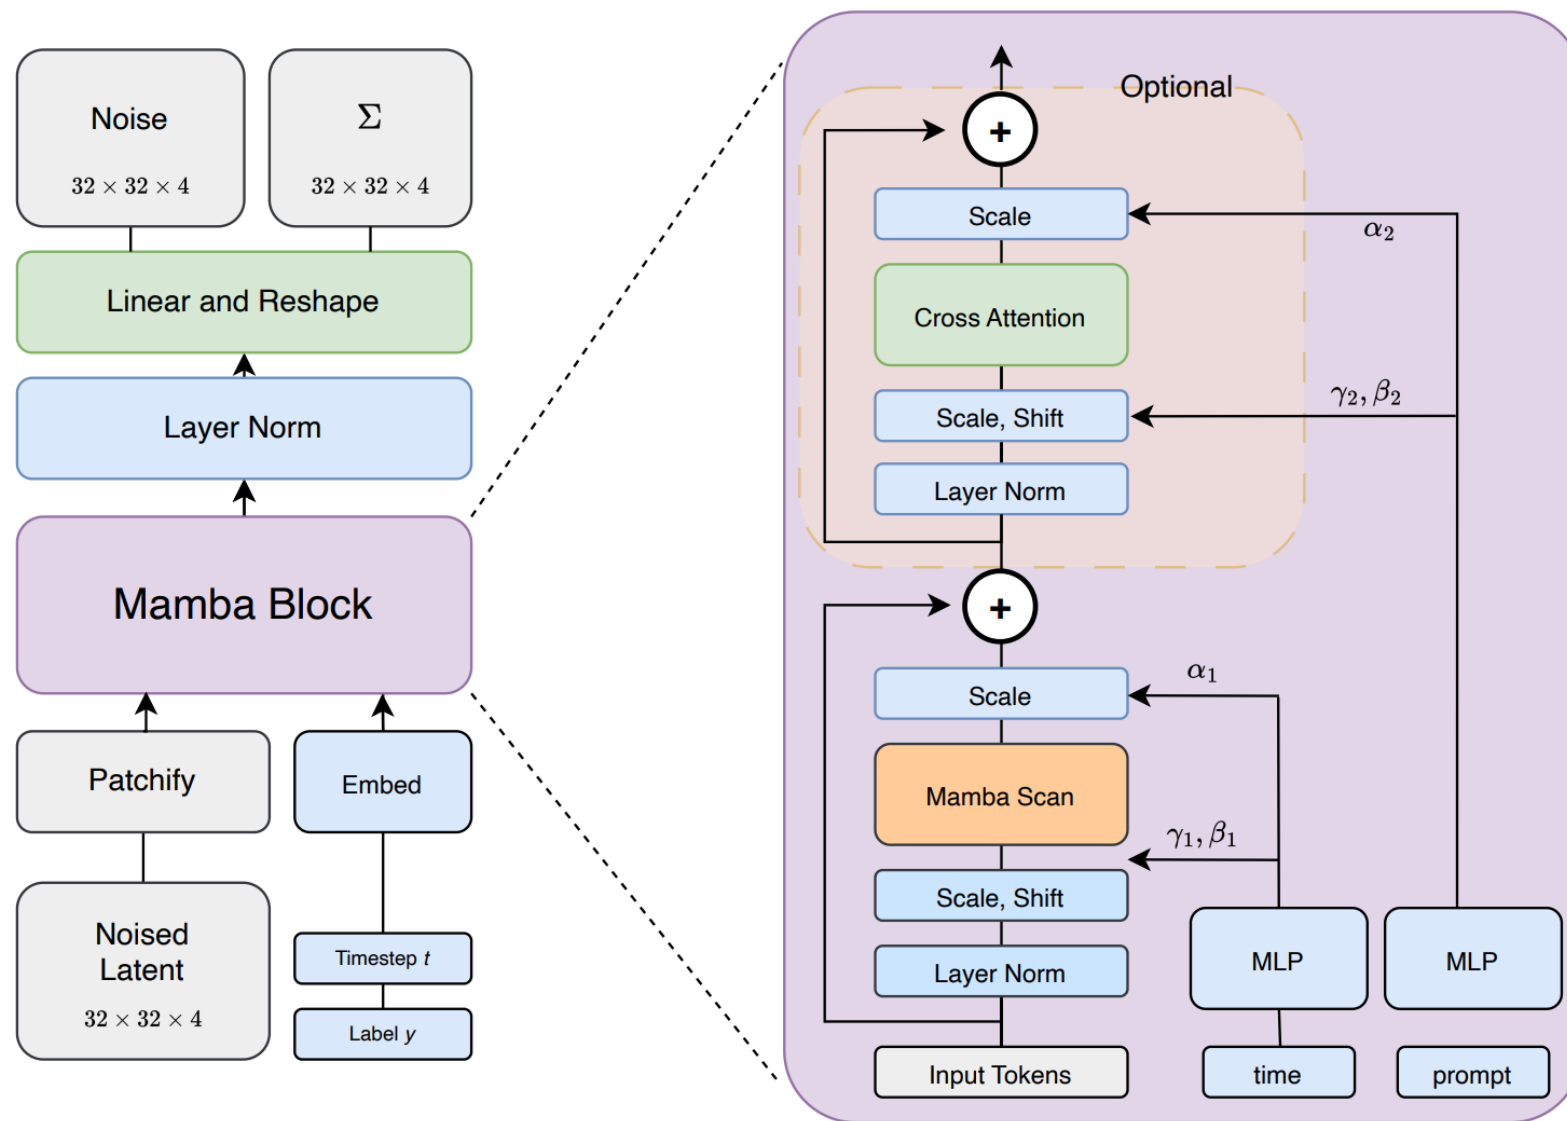 Noise
32 × 32 × 4
Σ
32 × 32 × 4
Linear and Reshape
Layer Norm
Mamba Block
Patchify
Embed
Noised
Latent
32 × 32 × 4
Timestep t
Label y
Optional
+
Scale
α₂
Cross Attention
γ₂, β₂
Scale, Shift
Layer Norm
+
Scale
α₁
Mamba Scan
γ₁, β₁
Scale, Shift
Layer Norm
MLP
MLP
Input Tokens
time
prompt